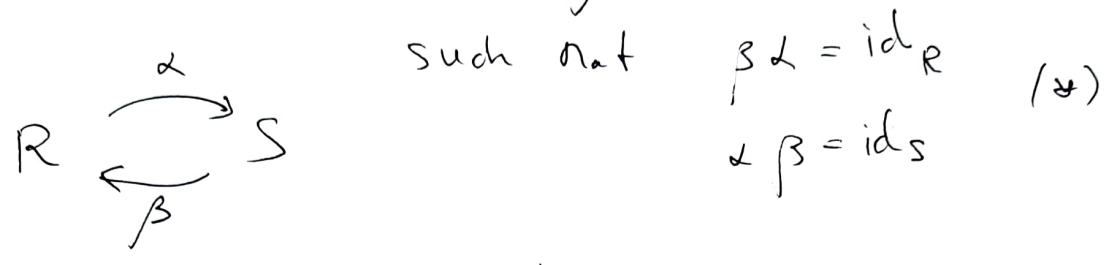 such that βα = id_R
(*)
α
R S
αβ = id_S
β